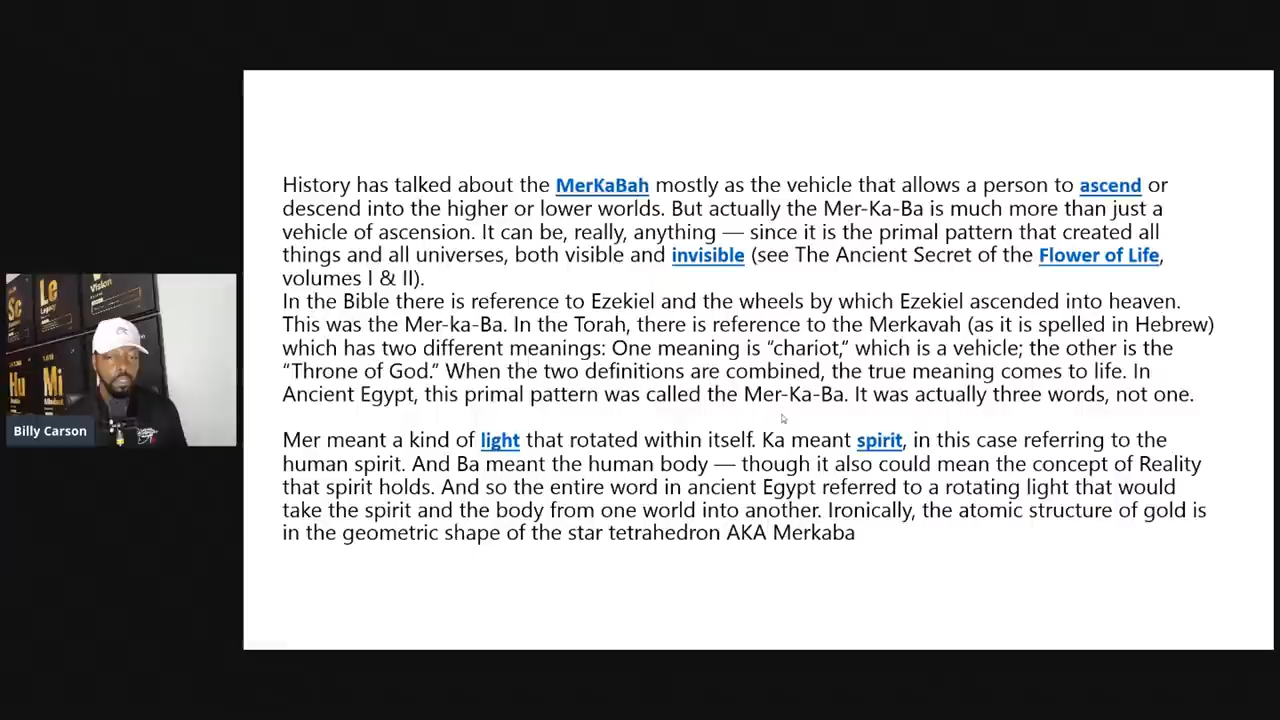 History has talked about the MerKaBah mostly as the vehicle that allows a person to ascend or
descend into the higher or lower worlds. But actually the Mer-Ka-Ba is much more than just a
vehicle of ascension. It can be, really, anything — since it is the primal pattern that created all
things and all universes, both visible and invisible (see The Ancient Secret of the Flower of Life,
volumes I & II).
In the Bible there is reference to Ezekiel and the wheels by which Ezekiel ascended into heaven.
This was the Mer-ka-Ba. In the Torah, there is reference to the Merkavah (as it is spelled in Hebrew)
which has two different meanings: One meaning is “chariot,” which is a vehicle; the other is the
“Throne of God.” When the two definitions are combined, the true meaning comes to life. In
Ancient Egypt, this primal pattern was called the Mer-Ka-Ba. It was actually three words, not one.
Mer meant a kind of light that rotated within itself. Ka meant spirit, in this case referring to the
human spirit. And Ba meant the human body — though it also could mean the concept of Reality
that spirit holds. And so the entire word in ancient Egypt referred to a rotating light that would
take the spirit and the body from one world into another. Ironically, the atomic structure of gold is
in the geometric shape of the star tetrahedron AKA Merkaba
Sc
Le
Vision
Hu
Mi
Billy Carson